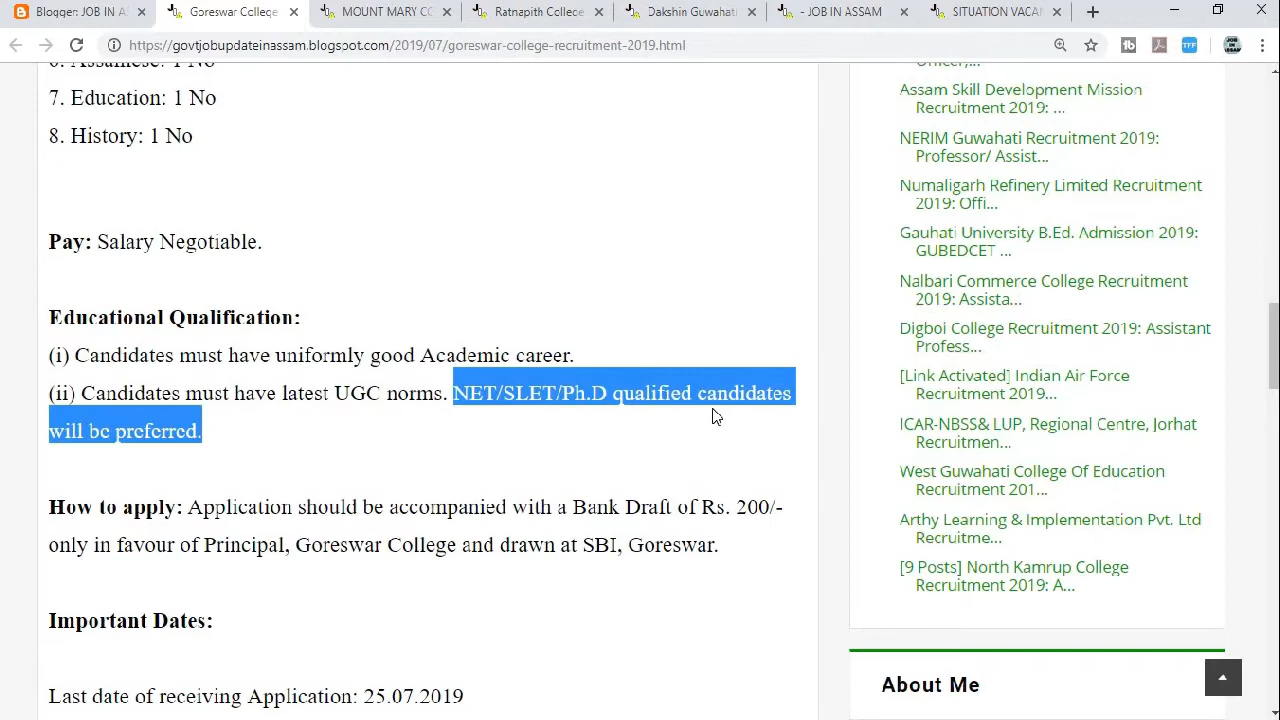 Blogger: JOB IN A
Goreswar College
MOUNT MARY CO
Ratnapith College
Dakshin Guwahati
- JOB IN ASSAM
SITUATION VACA
https://govtjobupdateinassam.blogspot.com/2019/07/goreswar-college-recruitment-2019.html
6. Assamese: 1 No
7. Education: 1 No
8. History: 1 No
Pay: Salary Negotiable.
Educational Qualification:
(i) Candidates must have uniformly good Academic career.
(ii) Candidates must have latest UGC norms. NET/SLET/Ph.D qualified candidates
will be preferred.
How to apply: Application should be accompanied with a Bank Draft of Rs. 200/-
only in favour of Principal, Goreswar College and drawn at SBI, Goreswar.
Important Dates:
Last date of receiving Application: 25.07.2019
Officer,...
Assam Skill Development Mission
Recruitment 2019: ...
NERIM Guwahati Recruitment 2019:
Professor/ Assist...
Numaligarh Refinery Limited Recruitment
2019: Offi...
Gauhati University B.Ed. Admission 2019:
GUBEDCET ...
Nalbari Commerce College Recruitment
2019: Assista...
Digboi College Recruitment 2019: Assistant
Profess...
[Link Activated] Indian Air Force
Recruitment 2019...
ICAR-NBSS& LUP, Regional Centre, Jorhat
Recruitmen...
West Guwahati College Of Education
Recruitment 201...
Arthy Learning & Implementation Pvt. Ltd
Recruitme...
[9 Posts] North Kamrup College
Recruitment 2019: A...
About Me